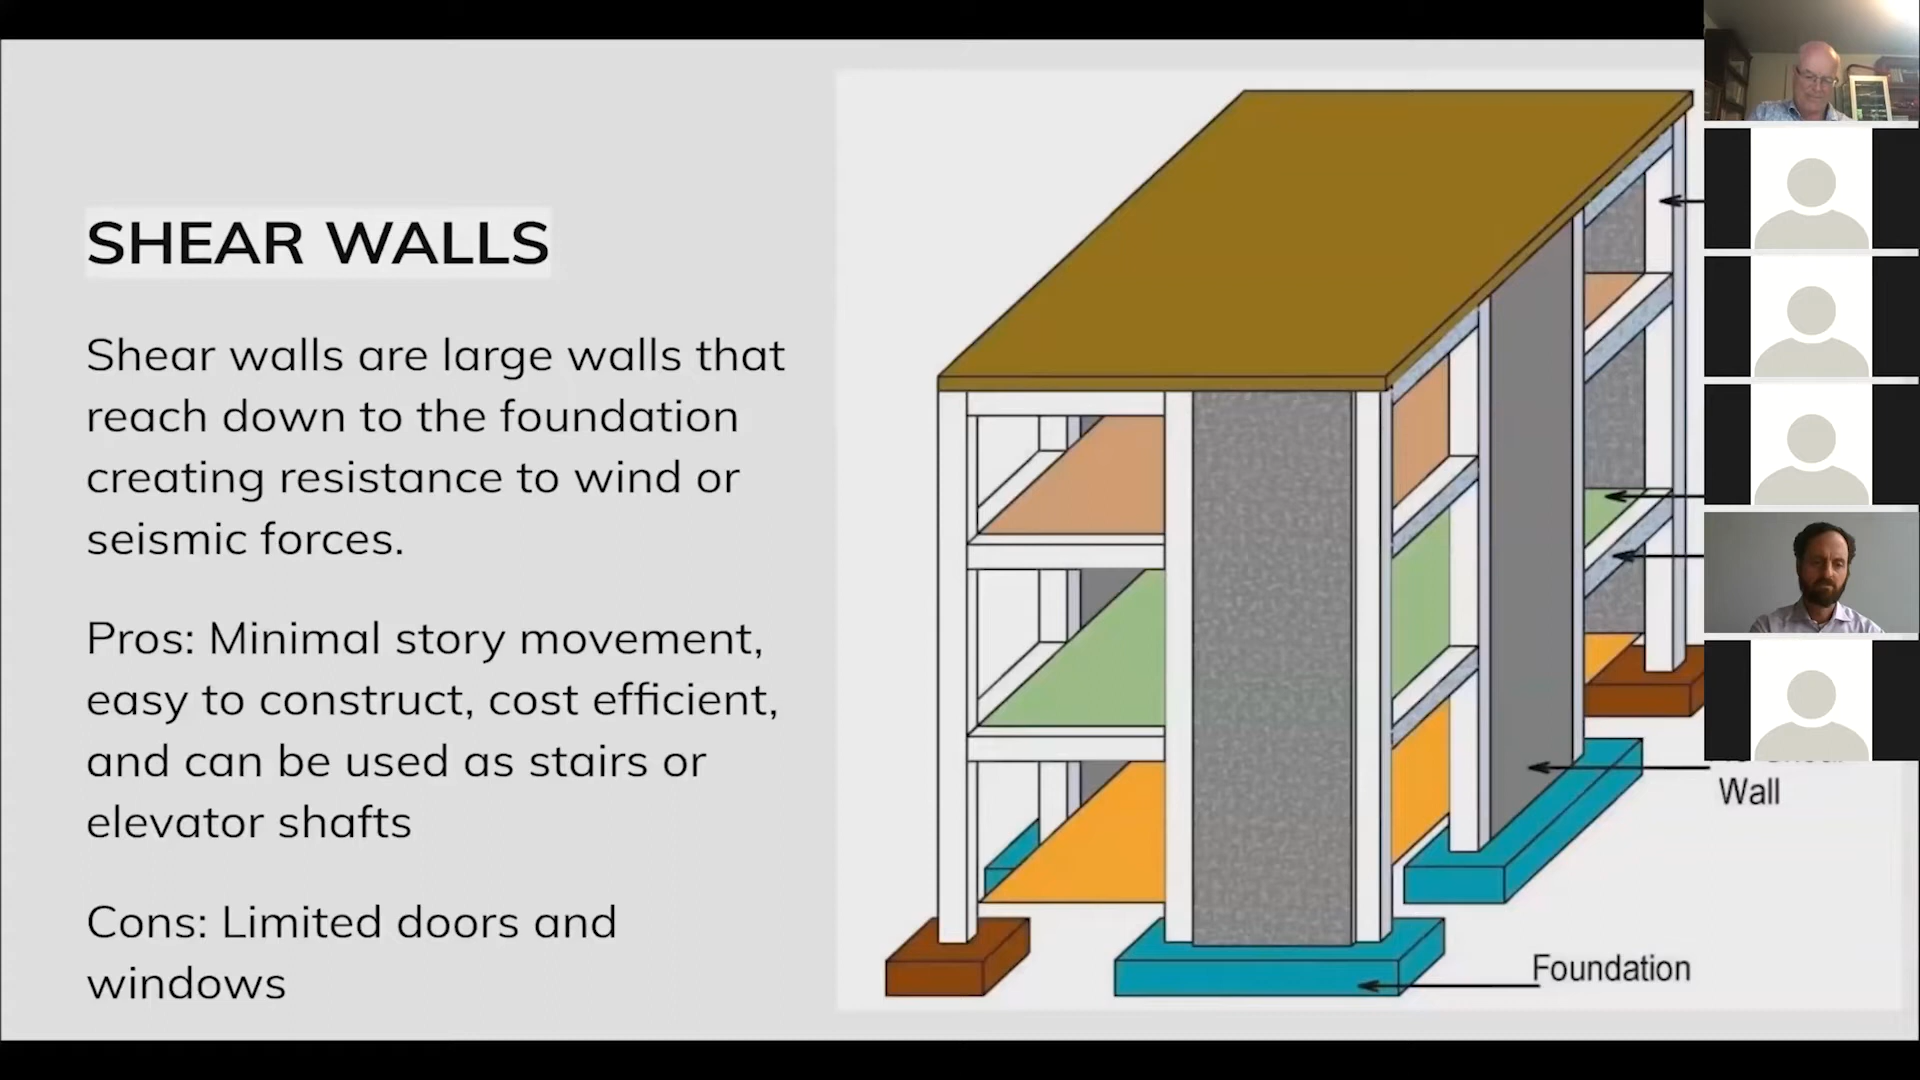 SHEAR WALLS
Shear walls are large walls that
reach down to the foundation
creating resistance to wind or
seismic forces.
Pros: Minimal story movement,
easy to construct, cost efficient,
and can be used as stairs or
elevator shafts
Cons: Limited doors and
windows
Wall
Foundation